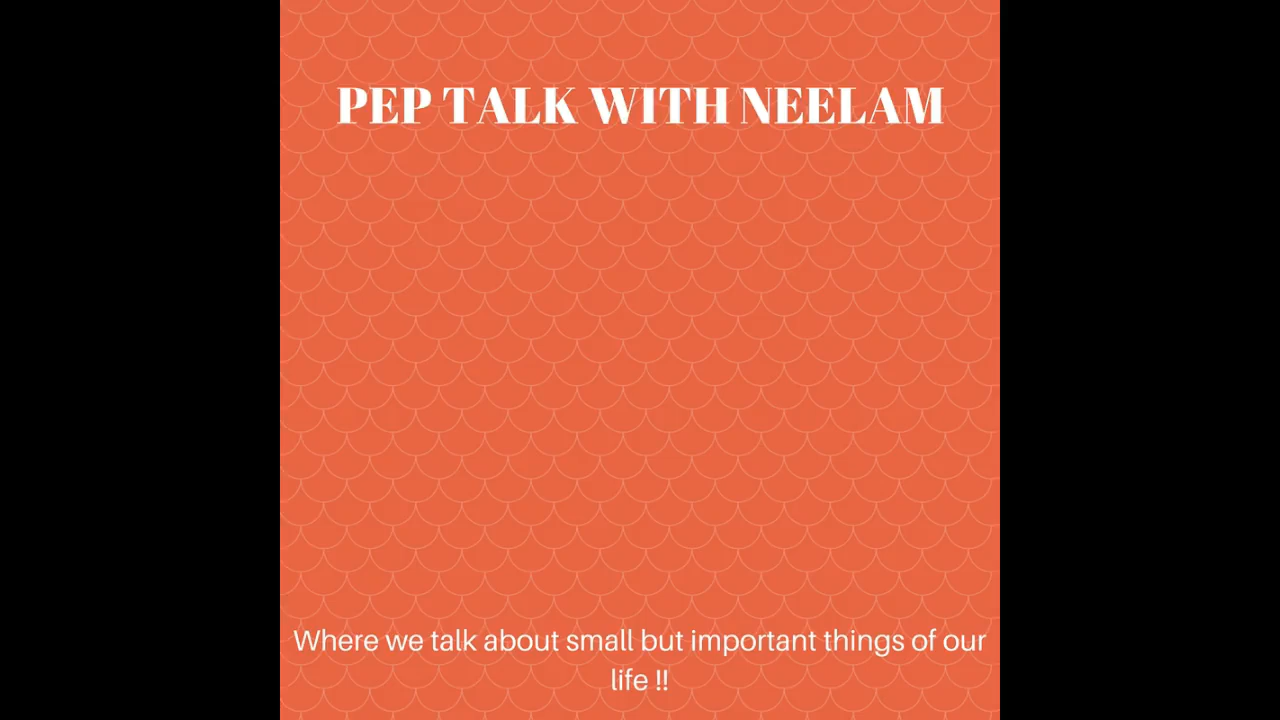 PEP TALK WITH NEELAM
Where we talk about small but important things of our
life !!